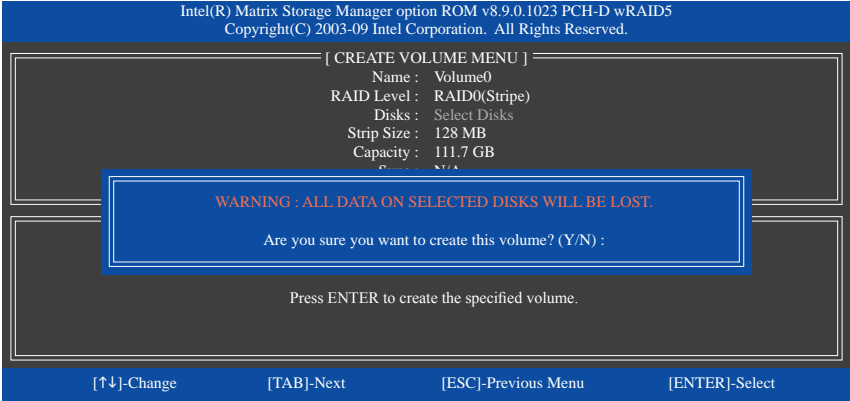 Intel(R) Matrix Storage Manager option ROM v8.9.0.1023 PCH-D wRAID5
Copyright(C) 2003-09 Intel Corporation. All Rights Reserved.
[ CREATE VOLUME MENU ]
Name : Volume0
RAID Level : RAID0(Stripe)
Disks : Select Disks
Strip Size : 128 MB
Capacity : 111.7 GB
N/A
WARNING : ALL DATA ON SELECTED DISKS WILL BE LOST.
Are you sure you want to create this volume? (Y/N) :
Press ENTER to create the specified volume.
[↑↓]-Change [TAB]-Next [ESC]-Previous Menu [ENTER]-Select